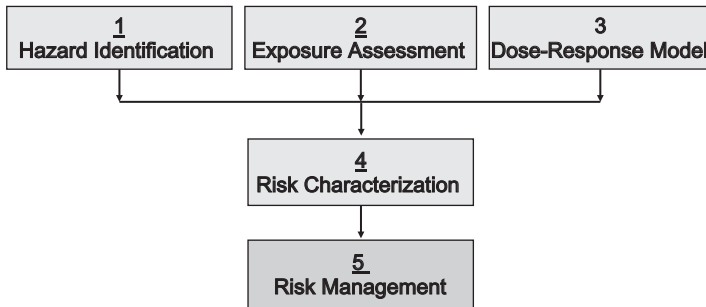 1
Hazard Identification
2
Exposure Assessment
3
Dose-Response Model
4
Risk Characterization
5
Risk Management